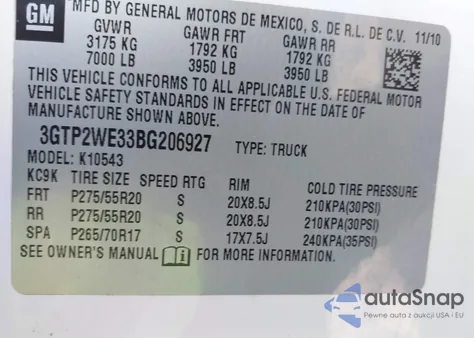 GM
MFD BY GENERAL MOTORS DE MEXICO, S. DE R.L. DE C.V. 11/10
GVWR GAWR FRT GAWR RR
3175 KG 1792 KG 1792 KG
7000 LB 3950 LB 3950 LB
THIS VEHICLE CONFORMS TO ALL APPLICABLE U.S. FEDERAL MOTOR
VEHICLE SAFETY STANDARDS IN EFFECT ON THE DATE OF
MANUFACTURE SHOWN ABOVE.
3GTP2WE33BG206927 TYPE: TRUCK
MODEL: K10543
KC9K TIRE SIZE SPEED RTG RIM COLD TIRE PRESSURE
FRT P275/55R20 S 20X8.5J 210KPA(30PSI)
RR P275/55R20 S 20X8.5J 210KPA(30PSI)
SPA P265/70R17 S 17X7.5J 240KPA(35PSI)
SEE OWNER'S MANUAL FOR MORE INFORMATION.
autoSnap
Pewne auta z aukcji USA i EU